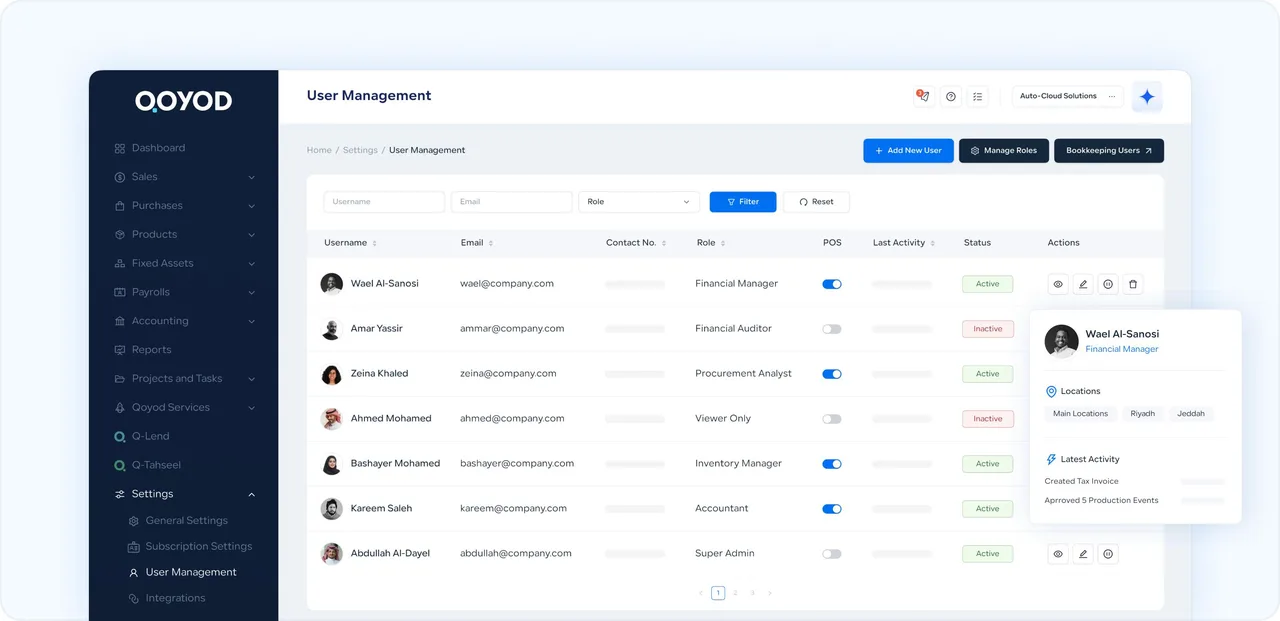 QOYOD
Dashboard
Sales
Purchases
Products
Fixed Assets
Payrolls
Accounting
Reports
Projects and Tasks
Qoyod Services
Q-Lend
Q-Tahseel
Settings
General Settings
Subscription Settings
User Management
Integrations
User Management
3
Auto-Cloud Solutions ...
Home / Settings / User Management
+ Add New User
Manage Roles
Bookkeeping Users
Username
Email
Role
Filter
Reset
Username Email Contact No. Role POS Last Activity Status Actions
Wael Al-Sanosi wael@company.com Financial Manager Active
Amar Yassir ammar@company.com Financial Auditor Inactive
Zeina Khaled zeina@company.com Procurement Analyst Active
Ahmed Mohamed ahmed@company.com Viewer Only Inactive
Bashayer Mohamed bashayer@company.com Inventory Manager Active
Kareem Saleh kareem@company.com Accountant Active
Abdullah Al-Dayel abdullah@company.com Super Admin Active
< 1 2 3 >
Wael Al-Sanosi
Financial Manager
Locations
Main Locations Riyadh Jeddah
Latest Activity
Created Tax Invoice
Aprroved 5 Production Events